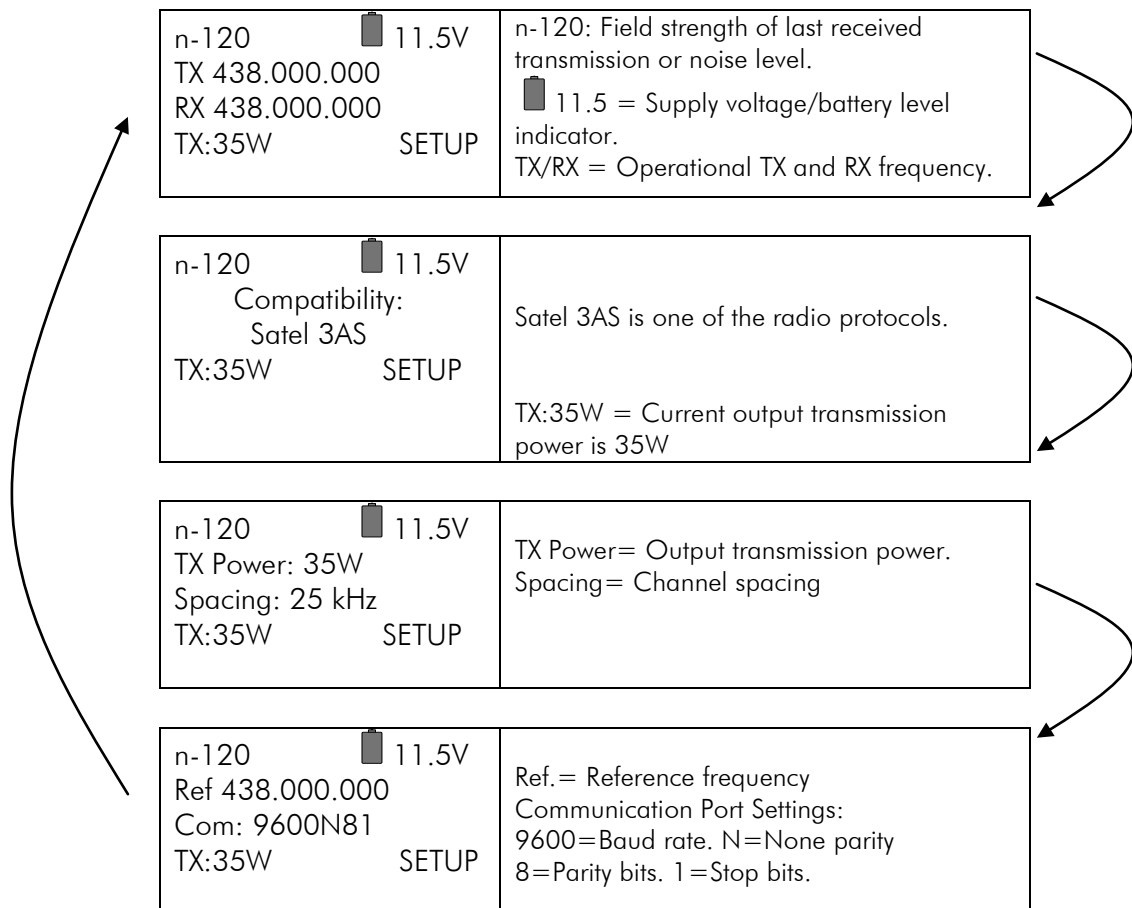 n-120 11.5V
TX 438.000.000
RX 438.000.000
TX:35W SETUP
n-120: Field strength of last received
transmission or noise level.
11.5 = Supply voltage/battery level
indicator.
TX/RX = Operational TX and RX frequency.
n-120 11.5V
Compatibility:
Satel 3AS
TX:35W SETUP
Satel 3AS is one of the radio protocols.
TX:35W = Current output transmission
power is 35W
n-120 11.5V
TX Power: 35W
Spacing: 25 kHz
TX:35W SETUP
TX Power= Output transmission power.
Spacing= Channel spacing
n-120 11.5V
Ref 438.000.000
Com: 9600N81
TX:35W SETUP
Ref.= Reference frequency
Communication Port Settings:
9600=Baud rate. N=None parity
8=Parity bits. 1=Stop bits.